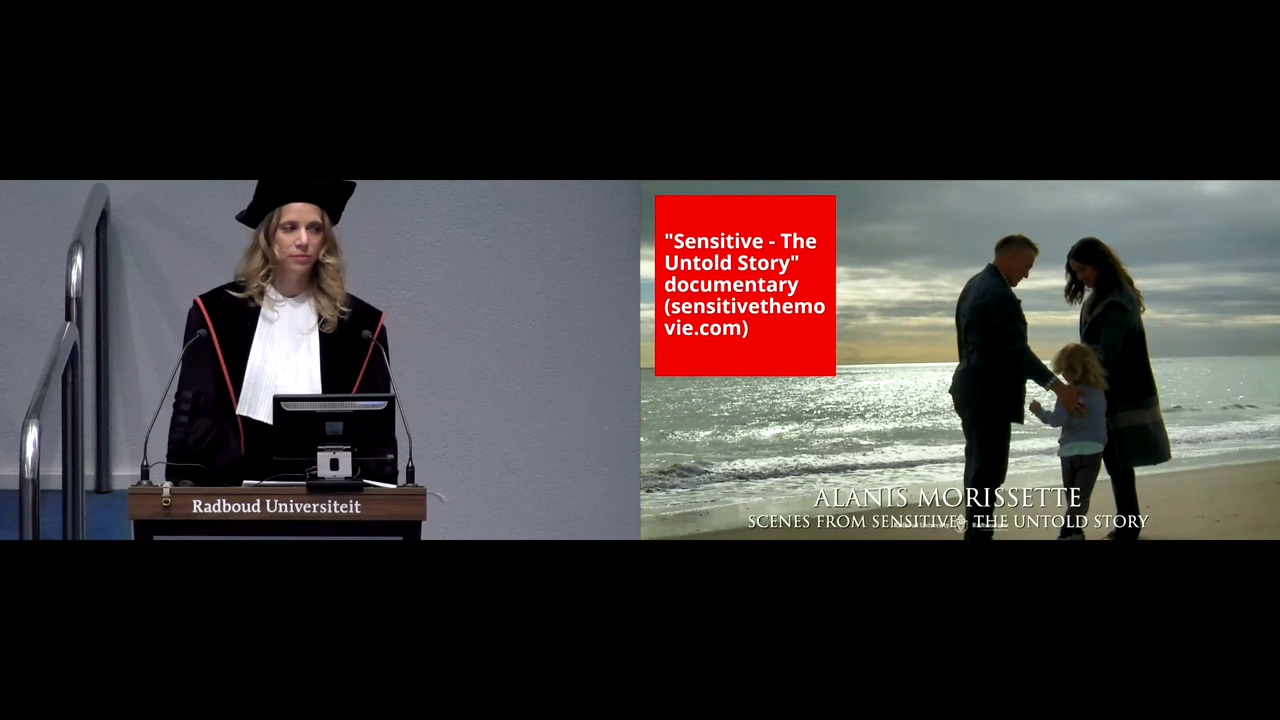 Radboud Universiteit
"Sensitive - The
Untold Story"
documentary
(sensitivethemo
vie.com)
ALANIS MORISSETTE
SCENES FROM SENSITIVE - THE UNTOLD STORY